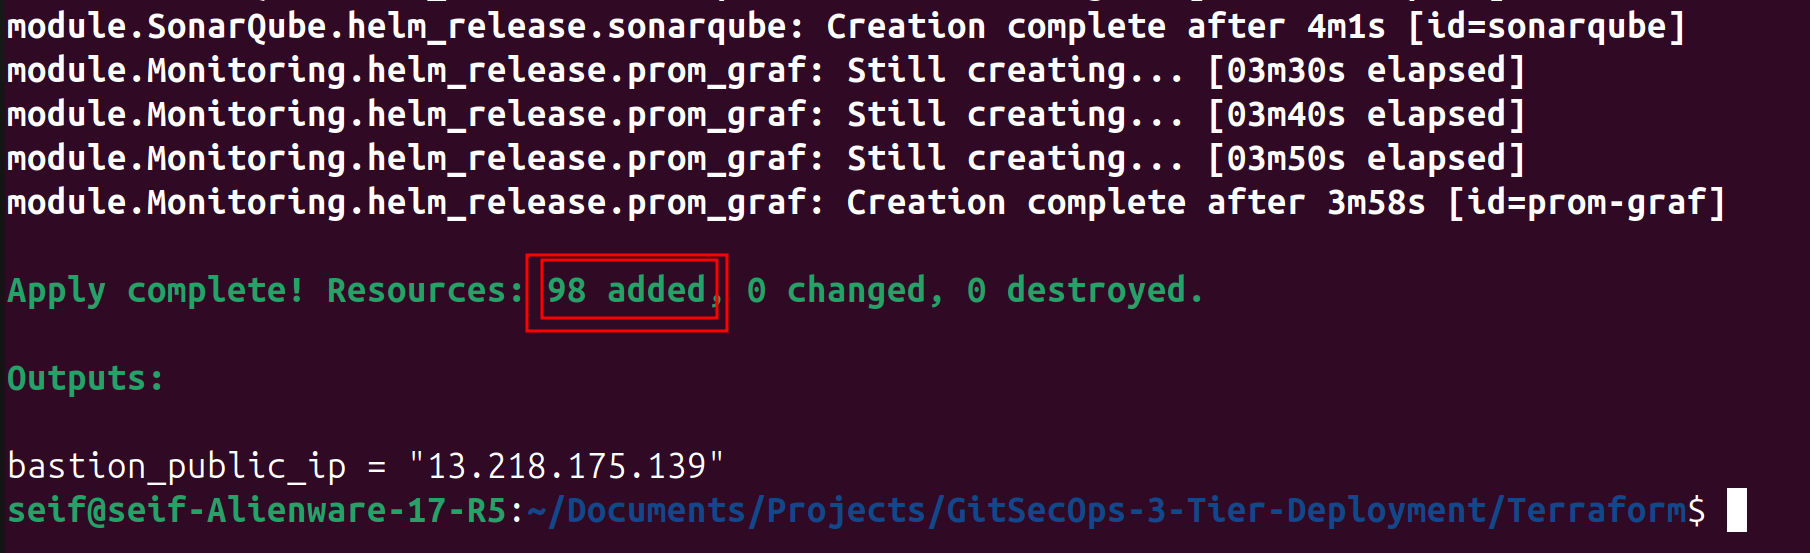 module.SonarQube.helm_release.sonarqube: Creation complete after 4m1s [id=sonarqube]
module.Monitoring.helm_release.prom_graf: Still creating... [03m30s elapsed]
module.Monitoring.helm_release.prom_graf: Still creating... [03m40s elapsed]
module.Monitoring.helm_release.prom_graf: Still creating... [03m50s elapsed]
module.Monitoring.helm_release.prom_graf: Creation complete after 3m58s [id=prom-graf]
Apply complete! Resources: 98 added, 0 changed, 0 destroyed.
Outputs:
bastion_public_ip = "13.218.175.139"
seif@seif-Alienware-17-R5:~/Documents/Projects/GitSecOps-3-Tier-Deployment/Terraform$